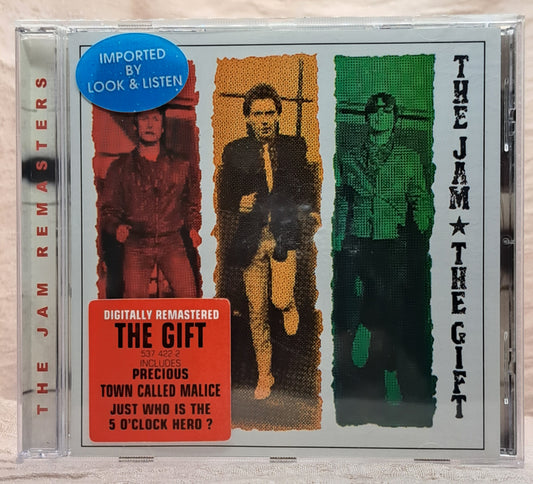 IMPORTED
BY
LOOK & LISTEN
THE JAM REMASTERS
THE JAM ★ THE GIFT
DIGITALLY REMASTERED
THE GIFT
537 422 2
INCLUDES
PRECIOUS
TOWN CALLED MALICE
JUST WHO IS THE
5 O'CLOCK HERO ?